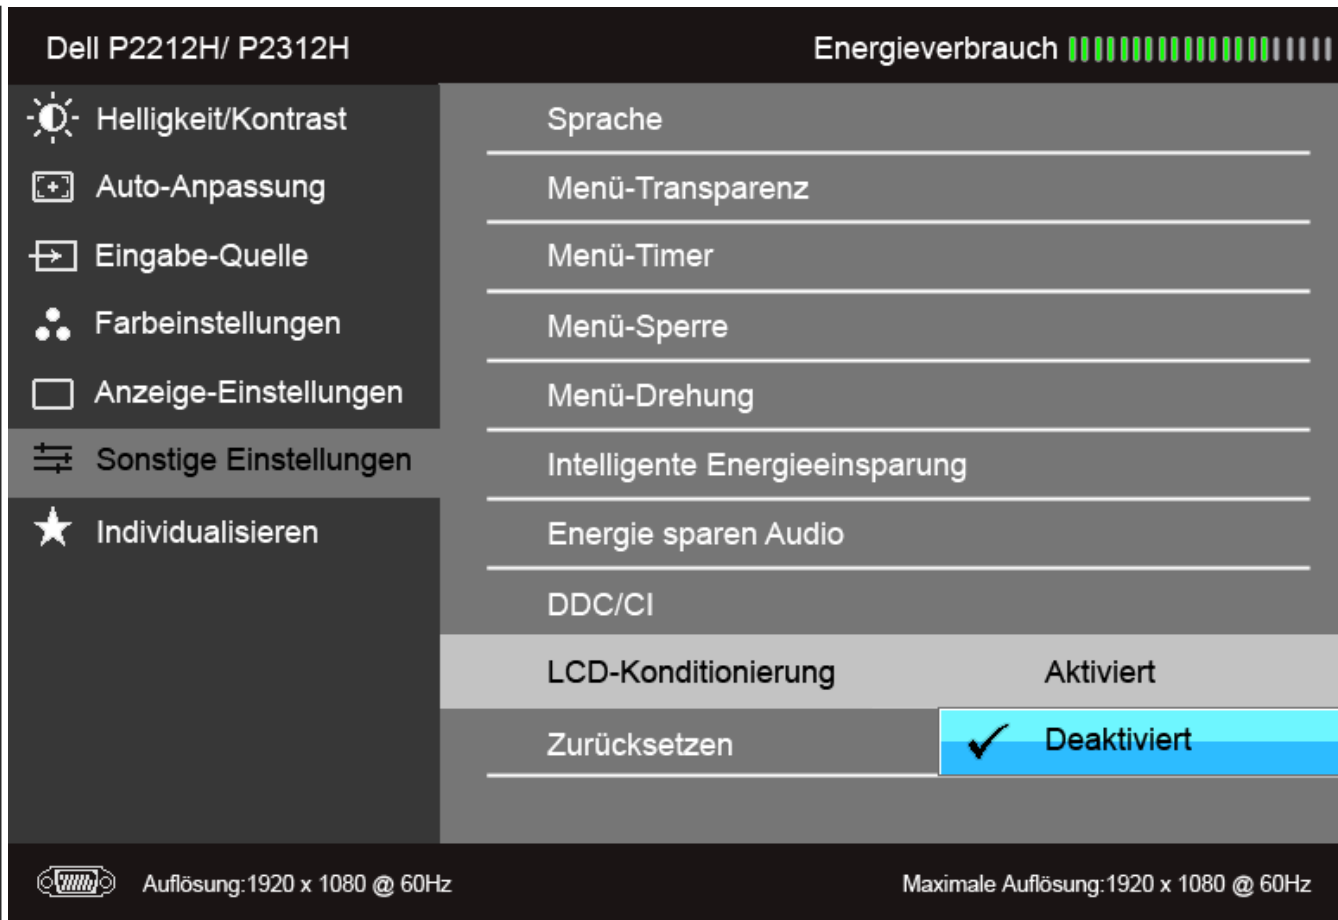 Dell P2212H/ P2312H
Energieverbrauch
Helligkeit/Kontrast
Auto-Anpassung
Eingabe-Quelle
Farbeinstellungen
Anzeige-Einstellungen
Sonstige Einstellungen
Individualisieren
Sprache
Menü-Transparenz
Menü-Timer
Menü-Sperre
Menü-Drehung
Intelligente Energieeinsparung
Energie sparen Audio
DDC/CI
LCD-Konditionierung Aktiviert
Zurücksetzen Deaktiviert
Auflösung:1920 x 1080 @ 60Hz
Maximale Auflösung:1920 x 1080 @ 60Hz